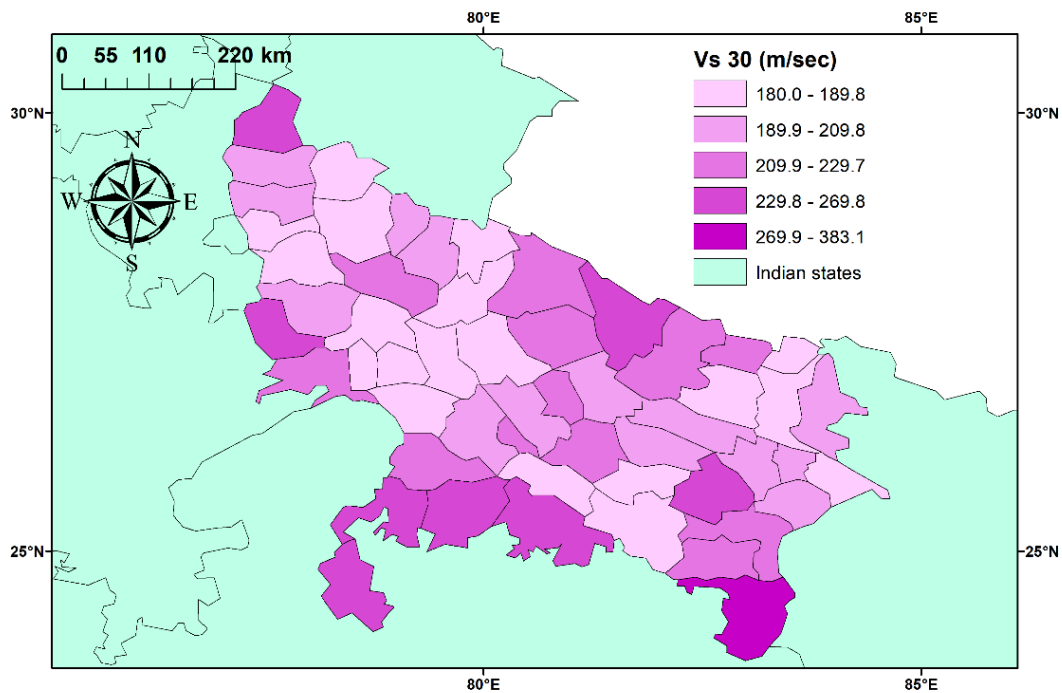 80°E 85°E
0 55 110 220 km
Vs 30 (m/sec)
180.0 - 189.8
189.9 - 209.8
209.9 - 229.7
229.8 - 269.8
269.9 - 383.1
Indian states
30°N 30°N
N
W E
S
25°N 25°N
80°E 85°E